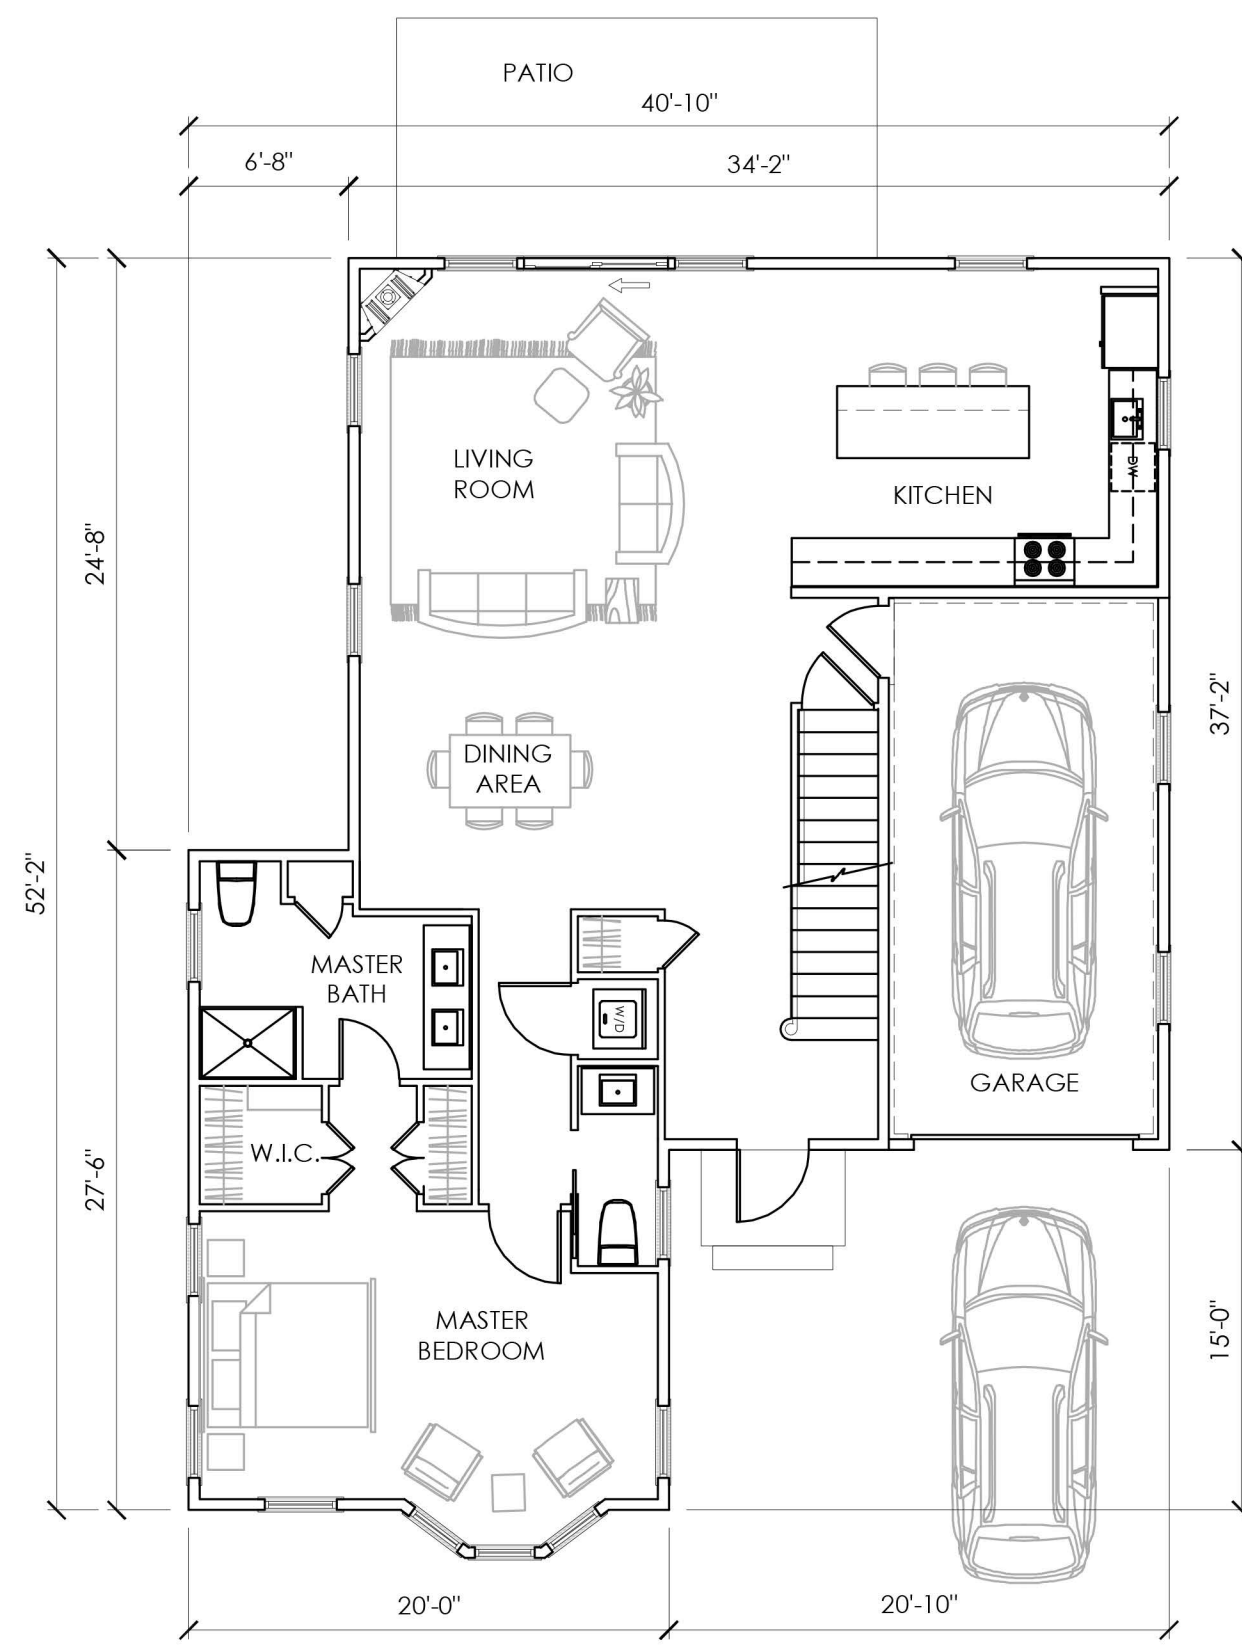 PATIO
40'-10"
6'-8"
34'-2"
LIVING
ROOM
KITCHEN
DW
24'-8"
37'-2"
DINING
AREA
52'-2"
MASTER
BATH
W/D
GARAGE
W.I.C.
27'-6"
MASTER
BEDROOM
15'-0"
20'-0"
20'-10"